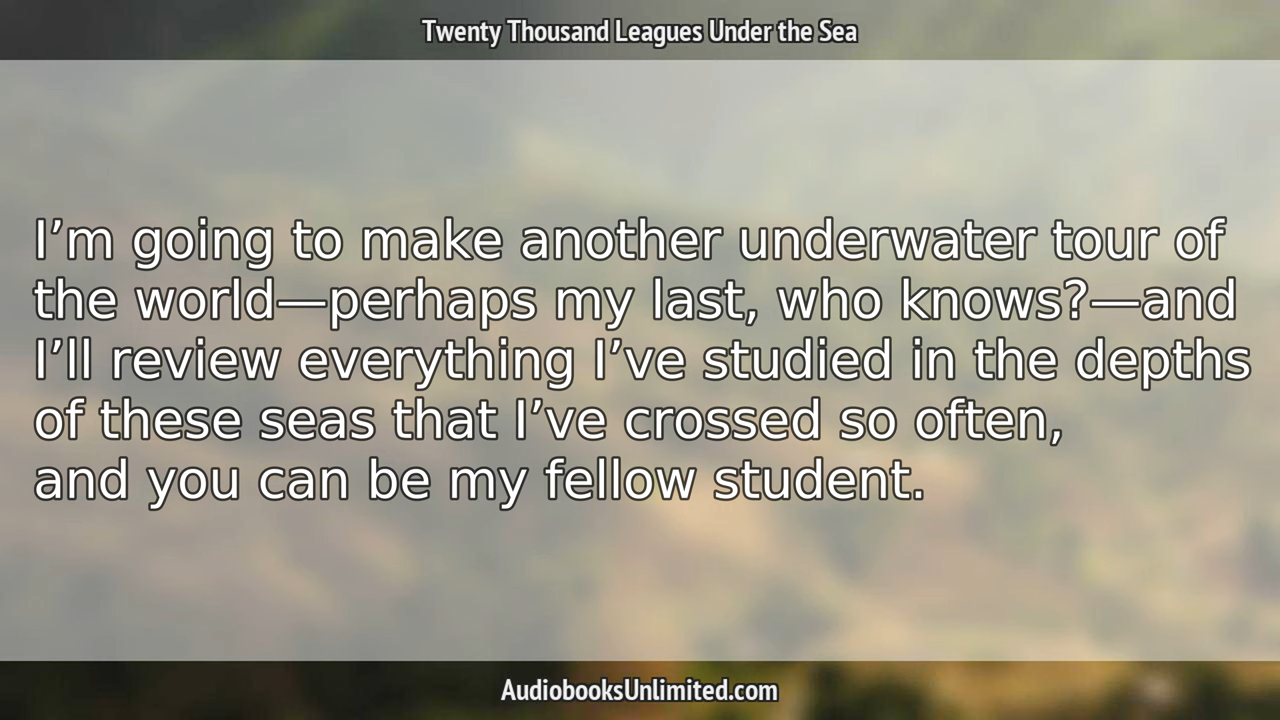 Twenty Thousand Leagues Under the Sea
I’m going to make another underwater tour of
the world—perhaps my last, who knows?—and
I’ll review everything I’ve studied in the depths
of these seas that I’ve crossed so often,
and you can be my fellow student.
AudiobooksUnlimited.com